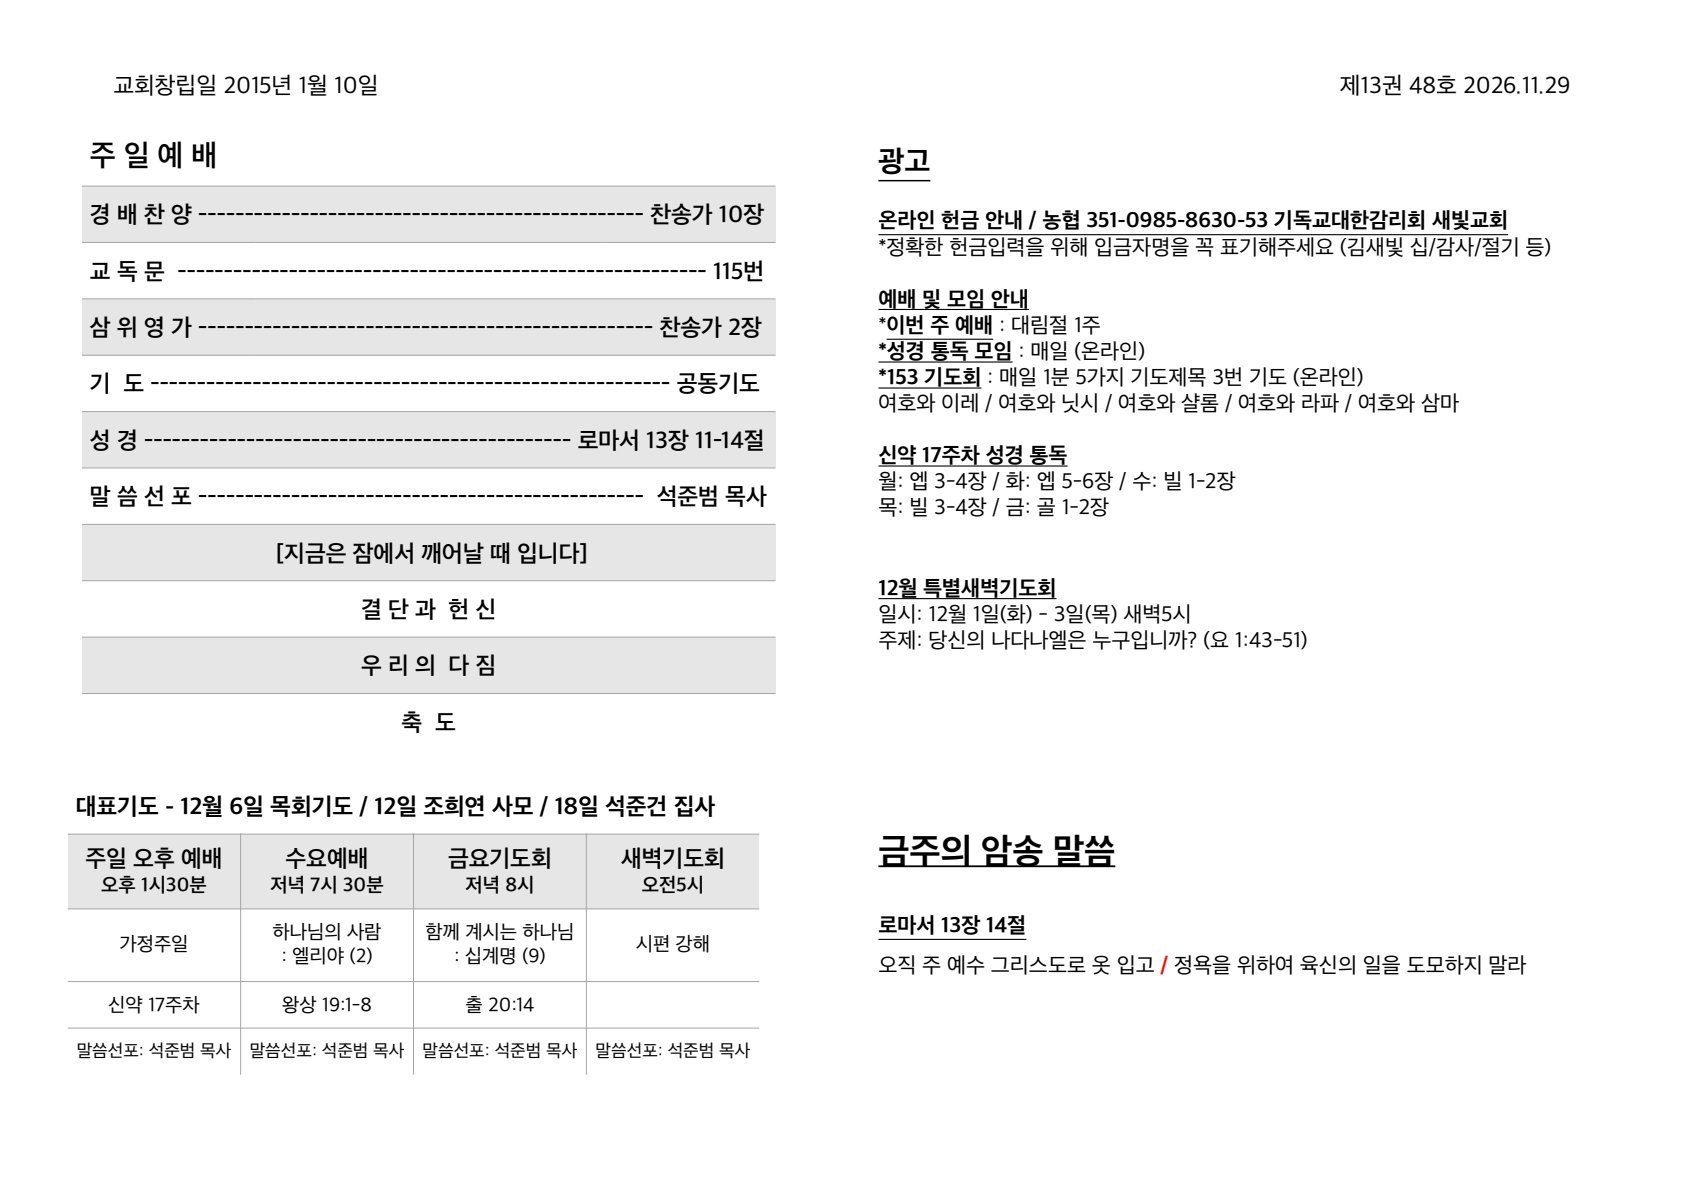 교회창립일 2015년 1월 10일
제13권 48호 2026.11.29
주 일 예 배
경 배 찬 양 ------------------------------------------------ 찬송가 10장
교 독 문 --------------------------------------------------------- 115번
삼 위 영 가 ------------------------------------------------- 찬송가 2장
기 도 -------------------------------------------------------- 공동기도
성 경 ---------------------------------------------- 로마서 13장 11-14절
말 씀 선 포 ------------------------------------------------ 석준범 목사
[지금은 잠에서 깨어날 때 입니다]
결 단 과 헌 신
우 리 의 다 짐
축 도
대표기도 - 12월 6일 목회기도 / 12일 조희연 사모 / 18일 석준건 집사
주일 오후 예배 수요예배 금요기도회 새벽기도회
오후 1시30분 저녁 7시 30분 저녁 8시 오전5시
가정주일 하나님의 사람 : 엘리야 (2) 함께 계시는 하나님 : 십계명 (9) 시편 강해
신약 17주차 왕상 19:1-8 출 20:14
말씀선포: 석준범 목사 말씀선포: 석준범 목사 말씀선포: 석준범 목사 말씀선포: 석준범 목사
광고
온라인 헌금 안내 / 농협 351-0985-8630-53 기독교대한감리회 새빛교회
*정확한 헌금입력을 위해 입금자명을 꼭 표기해주세요 (김새빛 십/감사/절기 등)
예배 및 모임 안내
*이번 주 예배 : 대림절 1주
*성경 통독 모임 : 매일 (온라인)
*153 기도회 : 매일 1분 5가지 기도제목 3번 기도 (온라인)
여호와 이레 / 여호와 닛시 / 여호와 샬롬 / 여호와 라파 / 여호와 삼마
신약 17주차 성경 통독
월: 엡 3-4장 / 화: 엡 5-6장 / 수: 빌 1-2장
목: 빌 3-4장 / 금: 골 1-2장
12월 특별새벽기도회
일시: 12월 1일(화) - 3일(목) 새벽5시
주제: 당신의 나다나엘은 누구입니까? (요 1:43-51)
금주의 암송 말씀
로마서 13장 14절
오직 주 예수 그리스도로 옷 입고 / 정욕을 위하여 육신의 일을 도모하지 말라